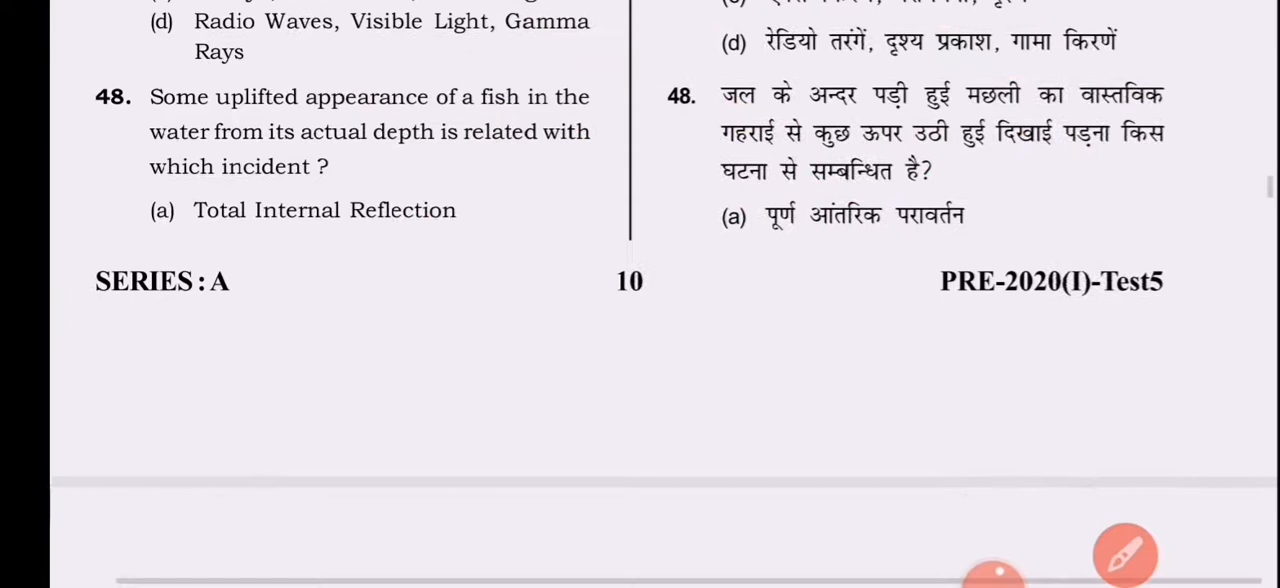 (d) Radio Waves, Visible Light, Gamma
Rays
48. Some uplifted appearance of a fish in the
water from its actual depth is related with
which incident ?
(a) Total Internal Reflection
(d) रेडियो तरंगें, दृश्य प्रकाश, गामा किरणें
48. जल के अन्दर पड़ी हुई मछली का वास्तविक
गहराई से कुछ ऊपर उठी हुई दिखाई पड़ना किस
घटना से सम्बन्धित है?
(a) पूर्ण आंतरिक परावर्तन
SERIES : A 10 PRE-2020(I)-Test5